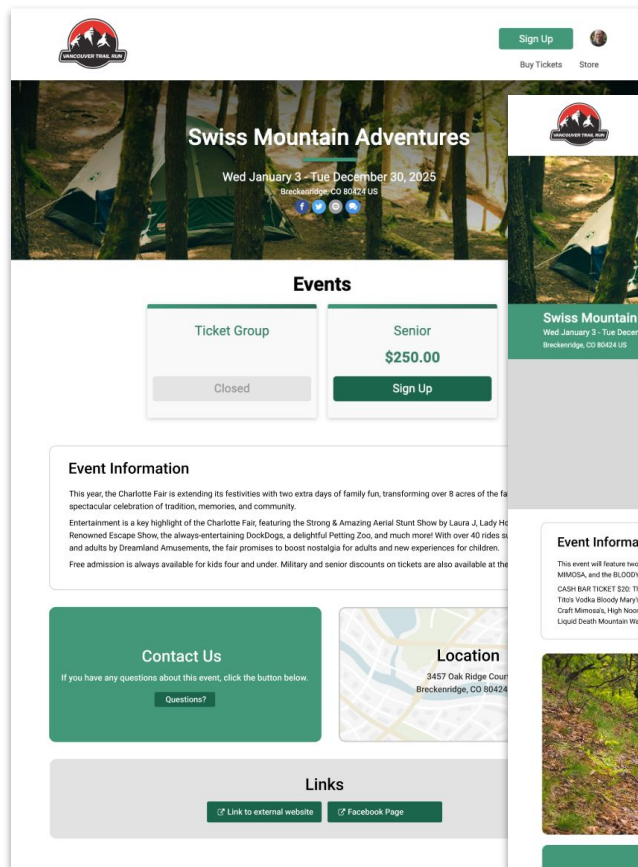 VANCOUVER TRAIL RUN
Sign Up
Buy Tickets Store
Swiss Mountain Adventures
Wed January 3 - Tue December 30, 2025
Breckenridge, CO 80424 US
Events
Ticket Group
Closed
Senior
$250.00
Sign Up
Event Information
This year, the Charlotte Fair is extending its festivities with two extra days of family fun, transforming over 8 acres of the fa
spectacular celebration of tradition, memories, and community.
Entertainment is a key highlight of the Charlotte Fair, featuring the Strong & Amazing Aerial Stunt Show by Laura J, Lady Ho
Renowned Escape Show, the always-entertaining DockDogs, a delightful Petting Zoo, and much more! With over 40 rides su
and adults by Dreamland Amusements, the fair promises to boost nostalgia for adults and new experiences for children.
Free admission is always available for kids four and under. Military and senior discounts on tickets are also available at the
Contact Us
If you have any questions about this event, click the button below.
Questions?
Location
3457 Oak Ridge Cour
Breckenridge, CO 80424
Links
Link to external website
Facebook Page
VANCOUVER TRAIL RUN
Swiss Mountain
Wed January 3 - Tue Decem
Breckenridge, CO 80424 US
Event Informa
This event will feature two
MIMOSA, and the BLOODY
CASH BAR TICKET $20: T
Tito's Vodka Bloody Mary'
Craft Mimosa's, High Noo
Liquid Death Mountain Wa